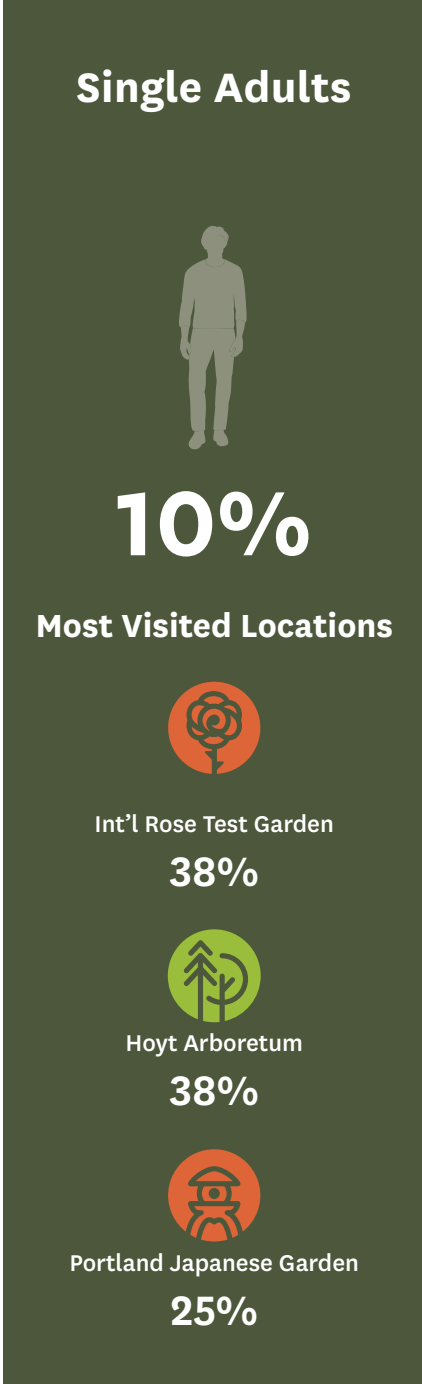 Single Adults
10%
Most Visited Locations
Int’l Rose Test Garden
38%
Hoyt Arboretum
38%
Portland Japanese Garden
25%